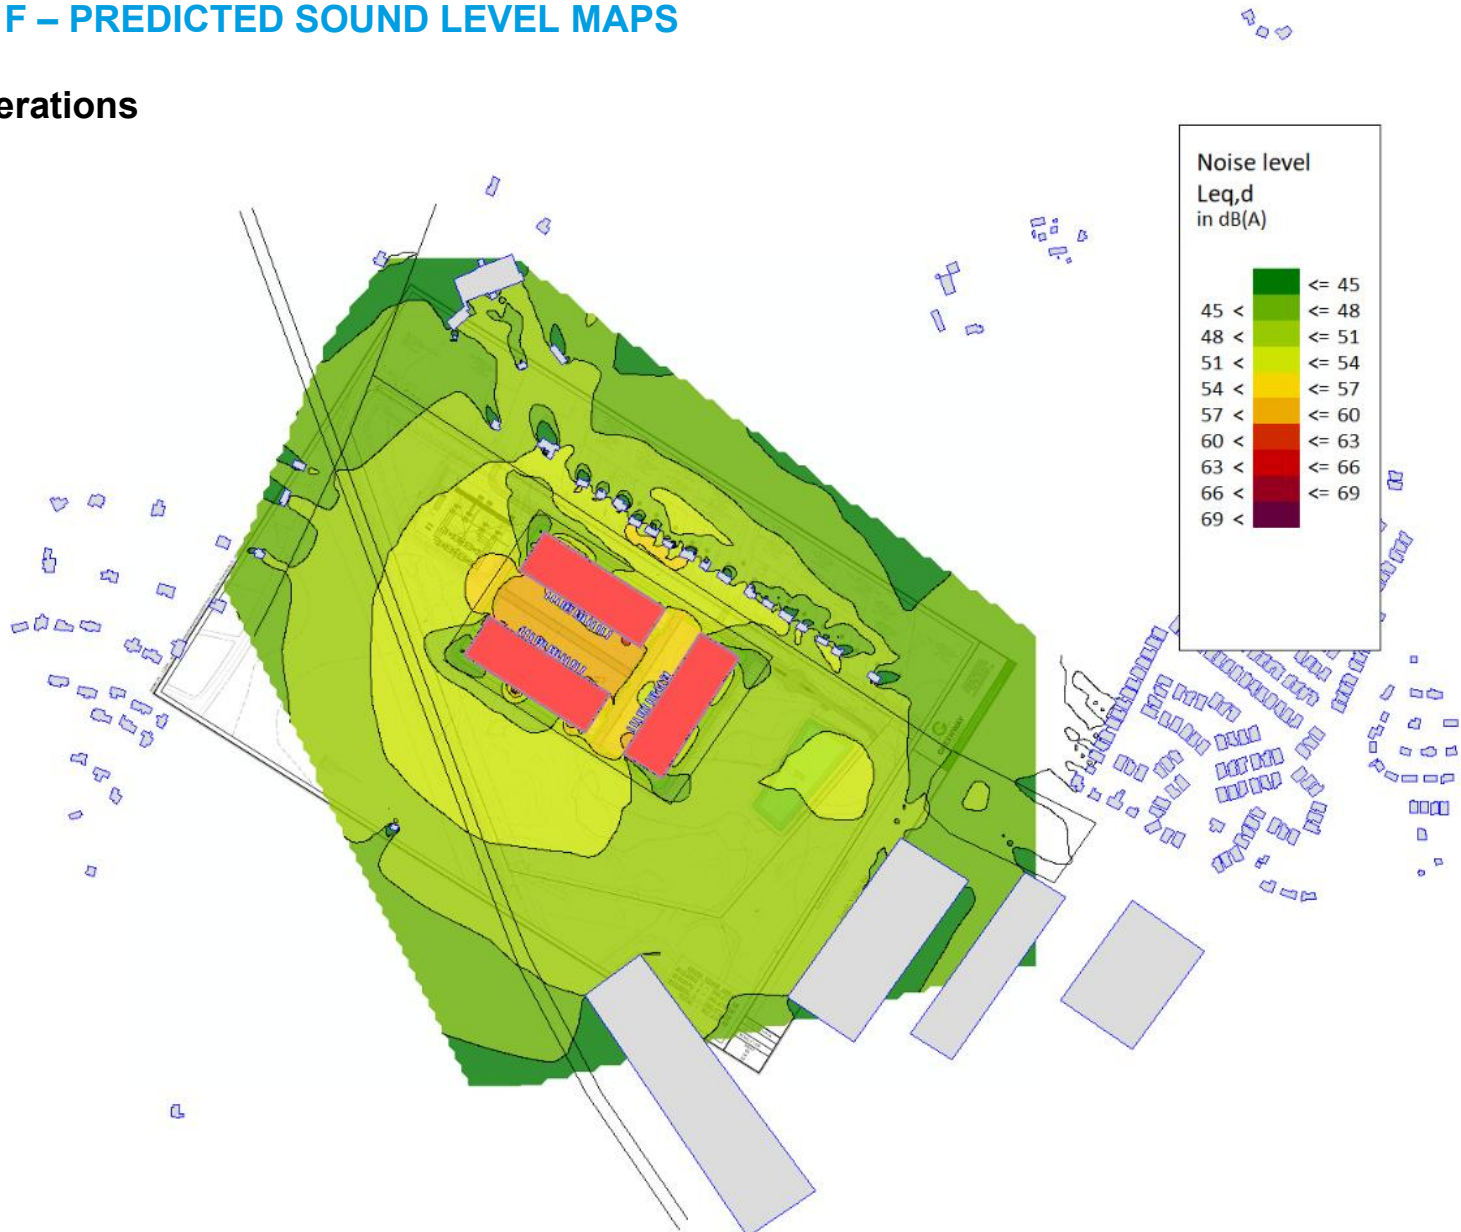 F – PREDICTED SOUND LEVEL MAPS
erations
Noise level
Leq,d
in dB(A)
<= 45
45 < <= 48
48 < <= 51
51 < <= 54
54 < <= 57
57 < <= 60
60 < <= 63
63 < <= 66
66 < <= 69
69 <